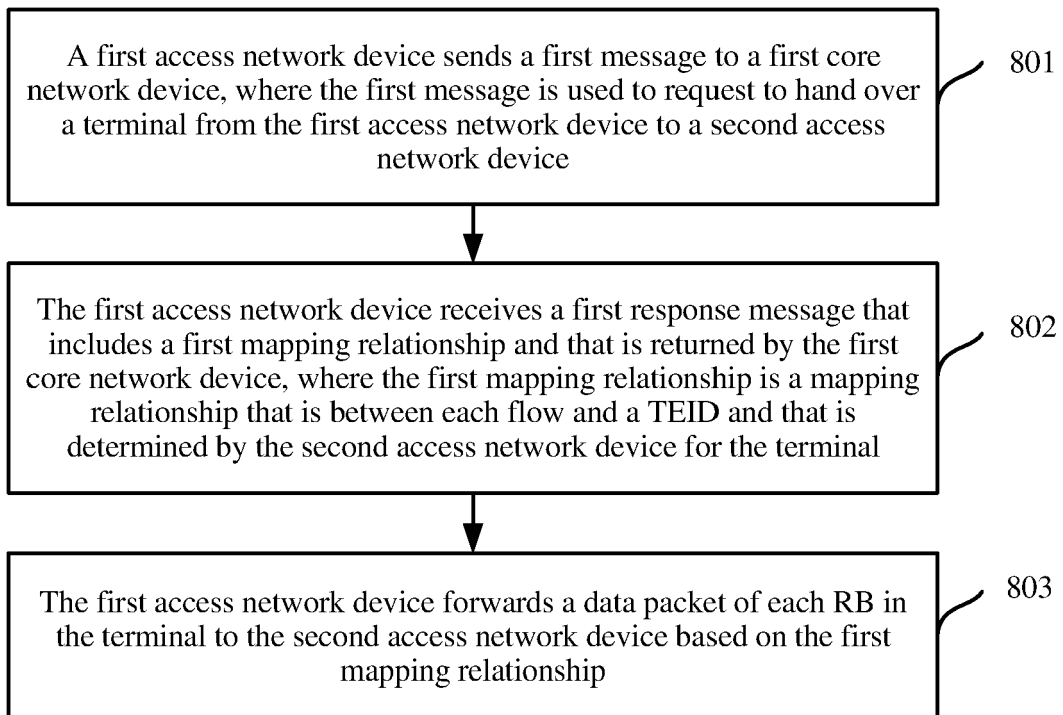 A first access network device sends a first message to a first core
network device, where the first message is used to request to hand over
a terminal from the first access network device to a second access
network device
801
The first access network device receives a first response message that
includes a first mapping relationship and that is returned by the first
core network device, where the first mapping relationship is a mapping
relationship that is between each flow and a TEID and that is
determined by the second access network device for the terminal
802
The first access network device forwards a data packet of each RB in
the terminal to the second access network device based on the first
mapping relationship
803